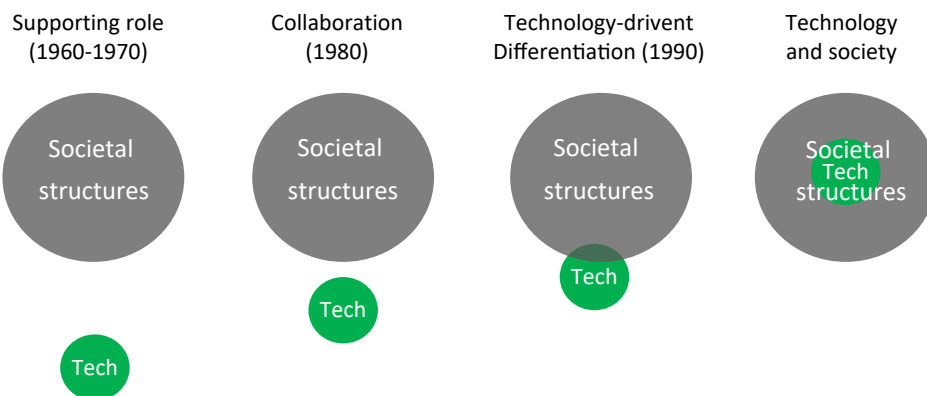 Supporting role
(1960-1970)
Collaboration
(1980)
Technology-drivent
Differentiation (1990)
Technology
and society
Societal
structures
Tech
Societal
structures
Tech
Societal
structures
Tech
Societal
Tech
structures